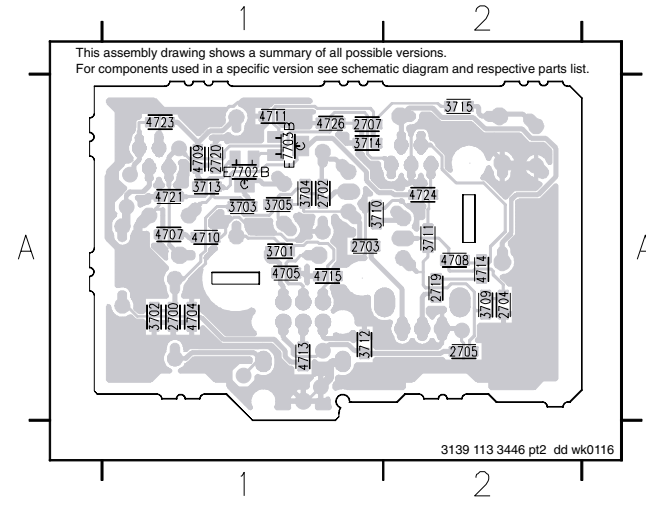 1 2
This assembly drawing shows a summary of all possible versions.
For components used in a specific version see schematic diagram and respective parts list.
3715
4723 4711 4726 2707
3714
4709 2720 E 7703 B C
E 7702 B C
3713
4721 3703 3705 3704 2702 4724
3710
4707 4710 2703 3711
3701
4705 4715 4708 4714
2719
3709 2704
3702 2700 4704
4713 3712 2705
A A
3139 113 3446 pt2 dd wk0116
1 2